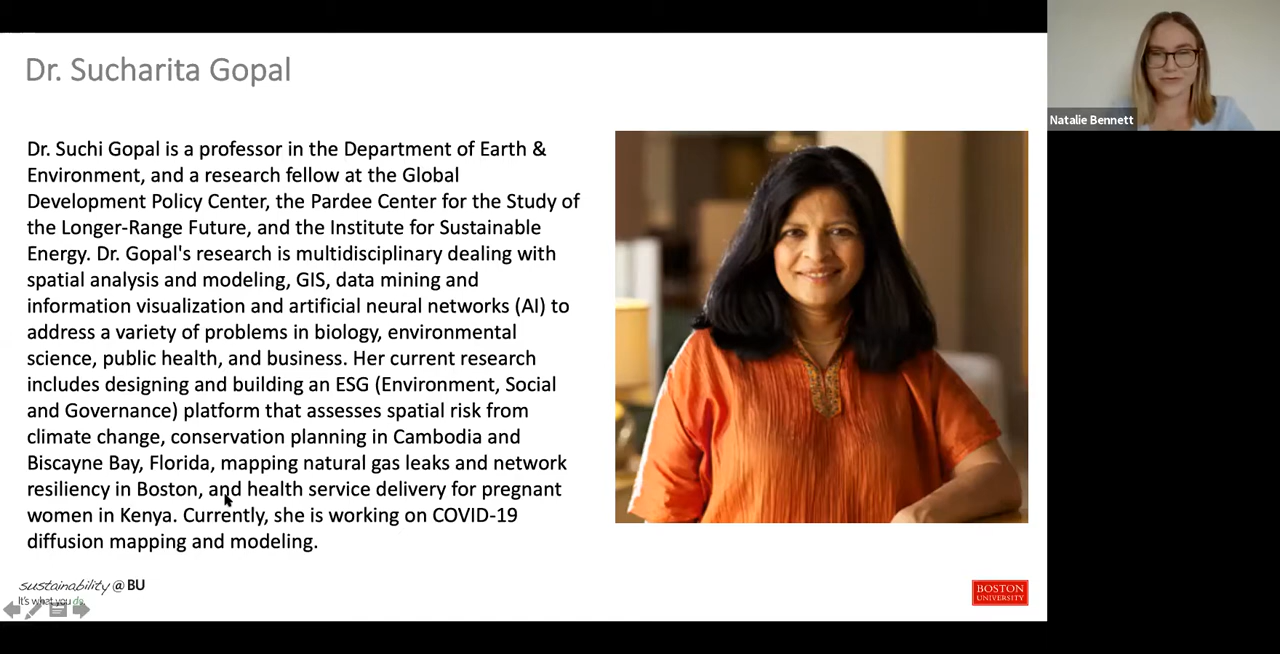 Dr. Sucharita Gopal
Natalie Bennett
Dr. Suchi Gopal is a professor in the Department of Earth &
Environment, and a research fellow at the Global
Development Policy Center, the Pardee Center for the Study of
the Longer-Range Future, and the Institute for Sustainable
Energy. Dr. Gopal's research is multidisciplinary dealing with
spatial analysis and modeling, GIS, data mining and
information visualization and artificial neural networks (AI) to
address a variety of problems in biology, environmental
science, public health, and business. Her current research
includes designing and building an ESG (Environment, Social
and Governance) platform that assesses spatial risk from
climate change, conservation planning in Cambodia and
Biscayne Bay, Florida, mapping natural gas leaks and network
resiliency in Boston, and health service delivery for pregnant
women in Kenya. Currently, she is working on COVID-19
diffusion mapping and modeling.
sustainability @ BU
It's what you do.
BOSTON
UNIVERSITY